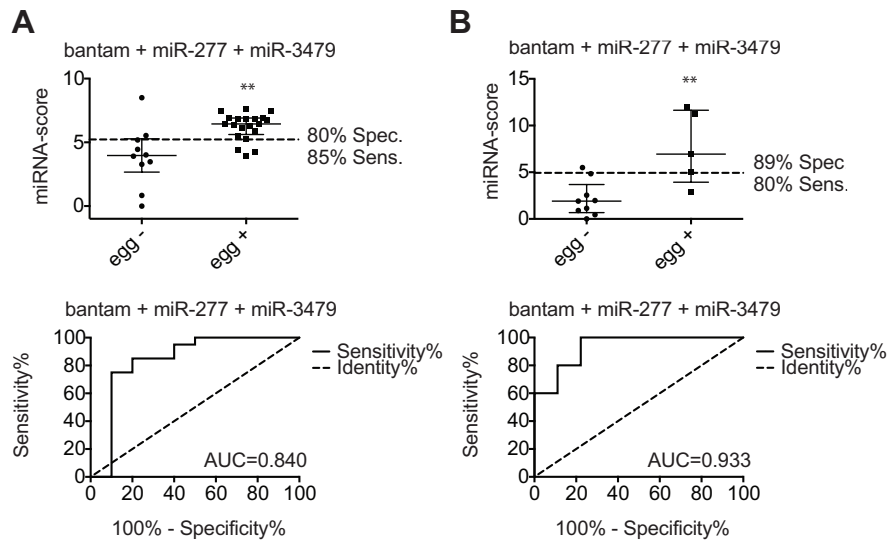 A
bantam + miR-277 + miR-3479
**
miRNA-score
10
5
0
80% Spec.
85% Sens.
egg -
egg +
bantam + miR-277 + miR-3479
Sensitivity%
100
80
60
40
20
0
Sensitivity%
Identity%
AUC=0.840
0 20 40 60 80 100
100% - Specificity%
B
bantam + miR-277 + miR-3479
**
miRNA-score
15
10
5
0
89% Spec
80% Sens.
egg -
egg +
bantam + miR-277 + miR-3479
Sensitivity%
100
80
60
40
20
0
Sensitivity%
Identity%
AUC=0.933
0 20 40 60 80 100
100% - Specificity%